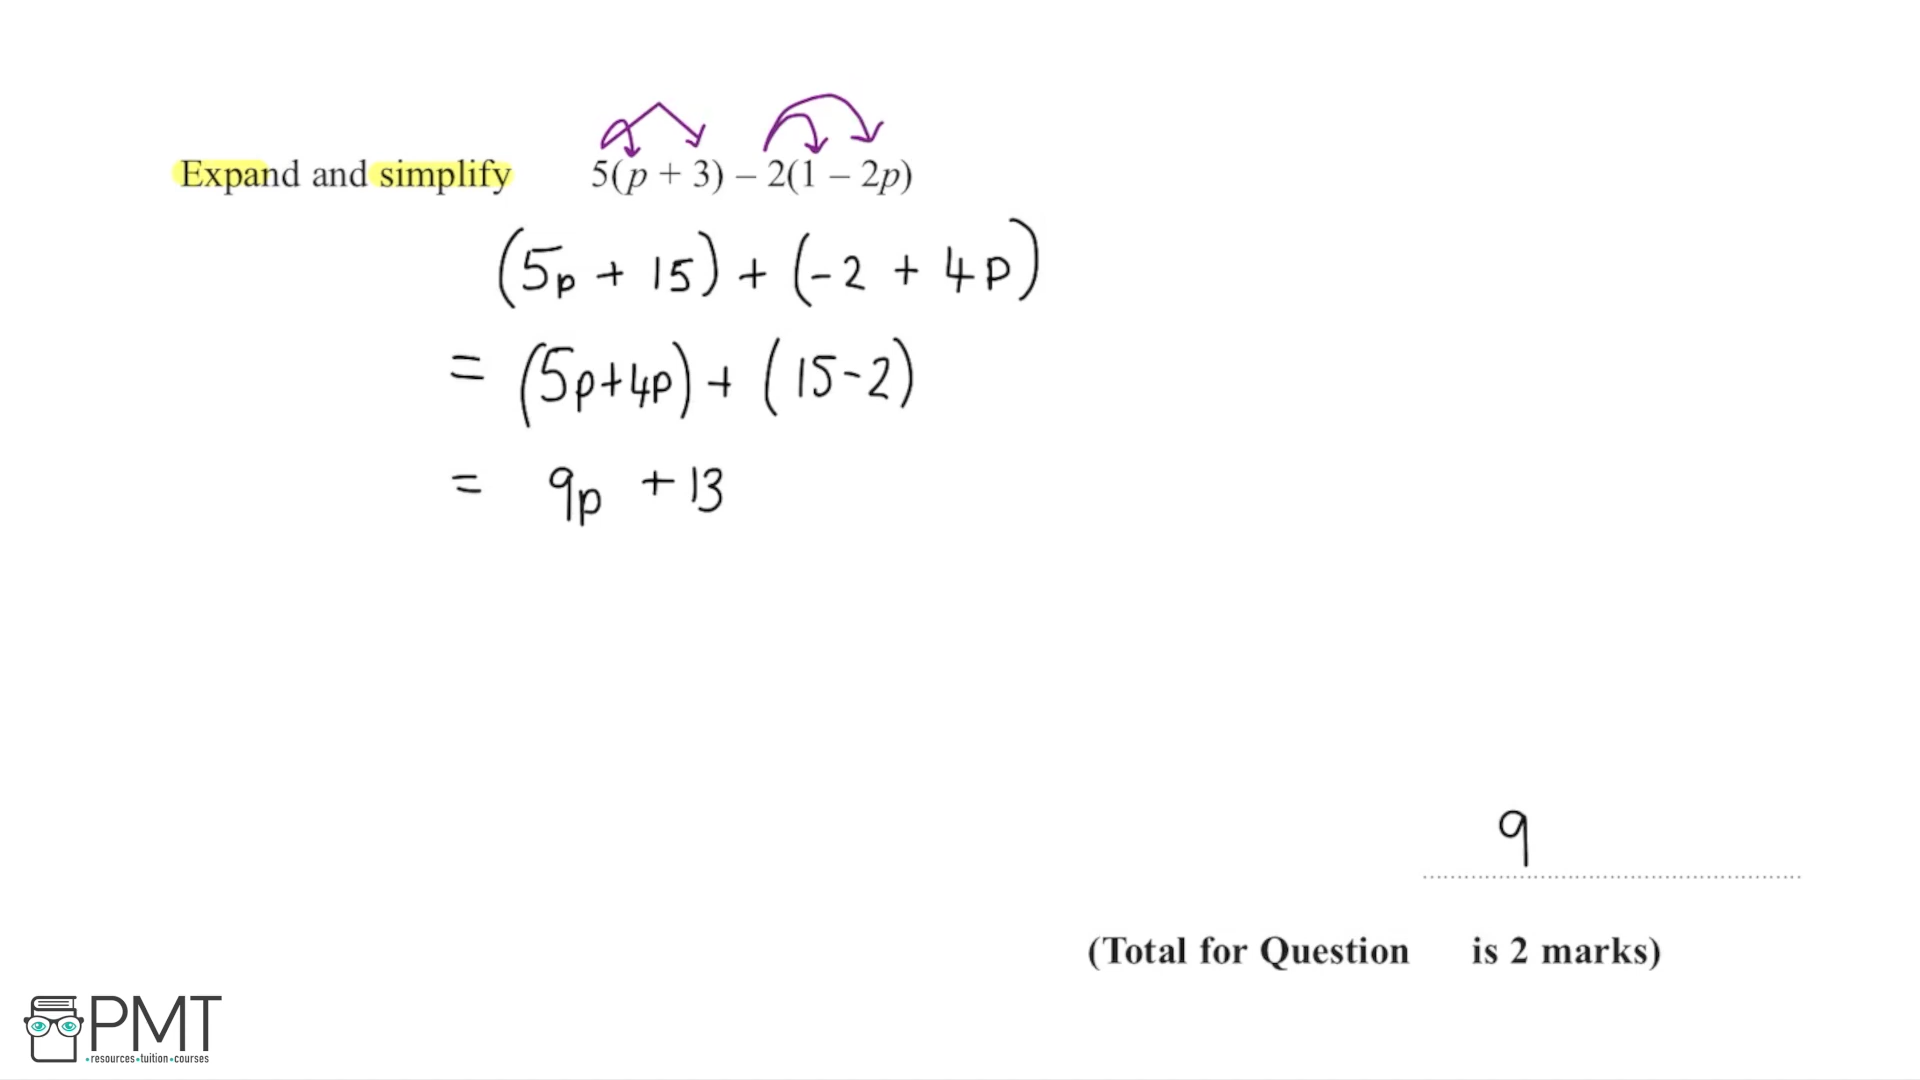 Expand and simplify 5(p + 3) – 2(1 – 2p)
(5p + 15) + (-2 + 4p)
= (5p+4p) + (15-2)
= 9p +13
9
(Total for Question is 2 marks)
PMT
•resources•tuition•courses